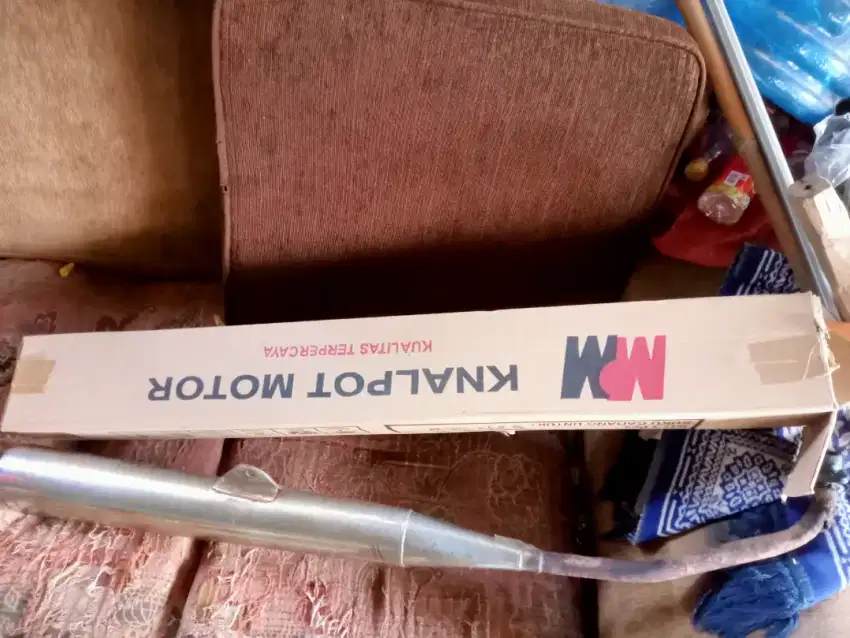 MM
KNALPOT MOTOR
KUALITAS TERPERCAYA